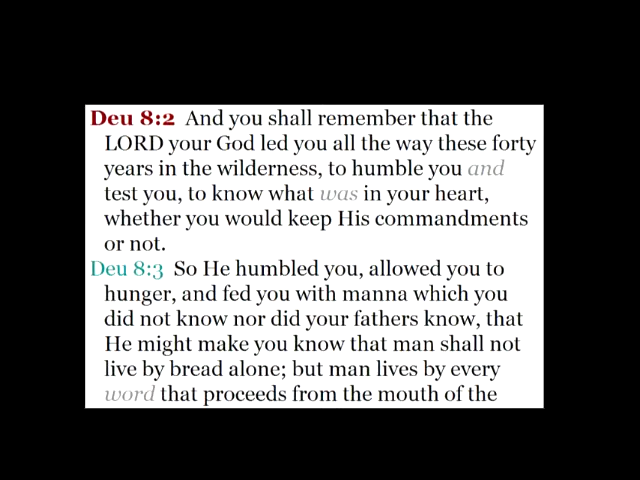 Deu 8:2 And you shall remember that the
LORD your God led you all the way these forty
years in the wilderness, to humble you and
test you, to know what was in your heart,
whether you would keep His commandments
or not.
Deu 8:3 So He humbled you, allowed you to
hunger, and fed you with manna which you
did not know nor did your fathers know, that
He might make you know that man shall not
live by bread alone; but man lives by every
word that proceeds from the mouth of the